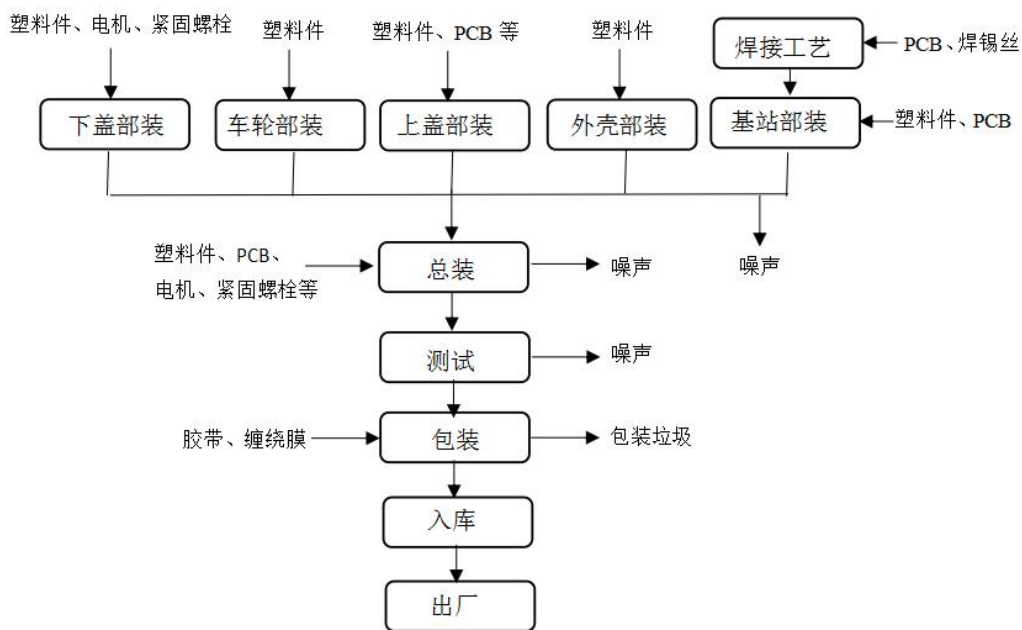 塑料件、电机、紧固螺栓
塑料件
塑料件、PCB 等
塑料件
焊接工艺
PCB、焊锡丝
下盖部装
车轮部装
上盖部装
外壳部装
基站部装
塑料件、PCB
塑料件、PCB、
电机、紧固螺栓等
总装
噪声
噪声
测试
噪声
胶带、缠绕膜
包装
包装垃圾
入库
出厂